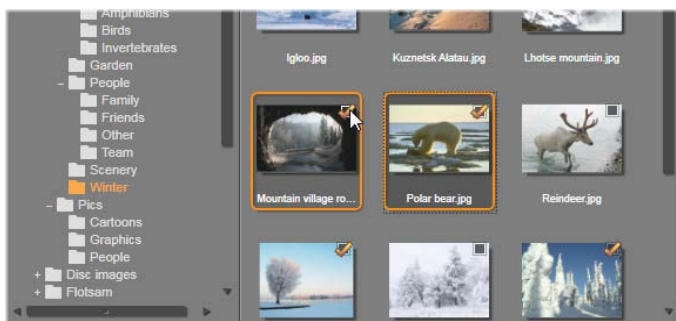 Amphibians
Birds
Invertebrates
Garden
People
Family
Friends
Other
Team
Scenery
Winter
Pics
Cartoons
Graphics
People
Disc images
Flotsam
Igloo.jpg
Kuznetsk Alatau.jpg
Lhotse mountain.jpg
Mountain village ro...
Polar bear.jpg
Reindeer.jpg